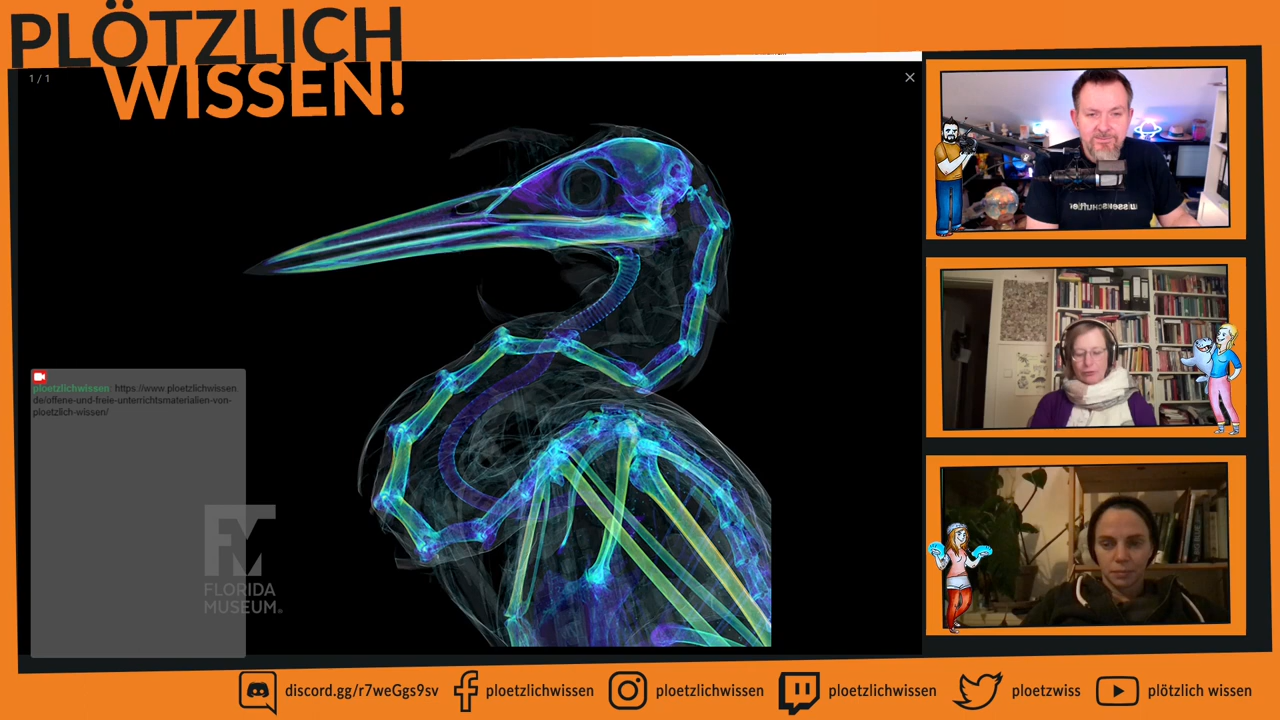 PLÖTZLICH
WISSEN!
1 / 1
ploetzlichwissen https://www.ploetzlichwissen.
de/offene-und-freie-unterrichtsmaterialien-von-
ploetzlich-wissen/
FM
FLORIDA
MUSEUM®
discord.gg/r7weGgs9sv
ploetzlichwissen
ploetzlichwissen
ploetzlichwissen
ploetzwiss
plötzlich wissen